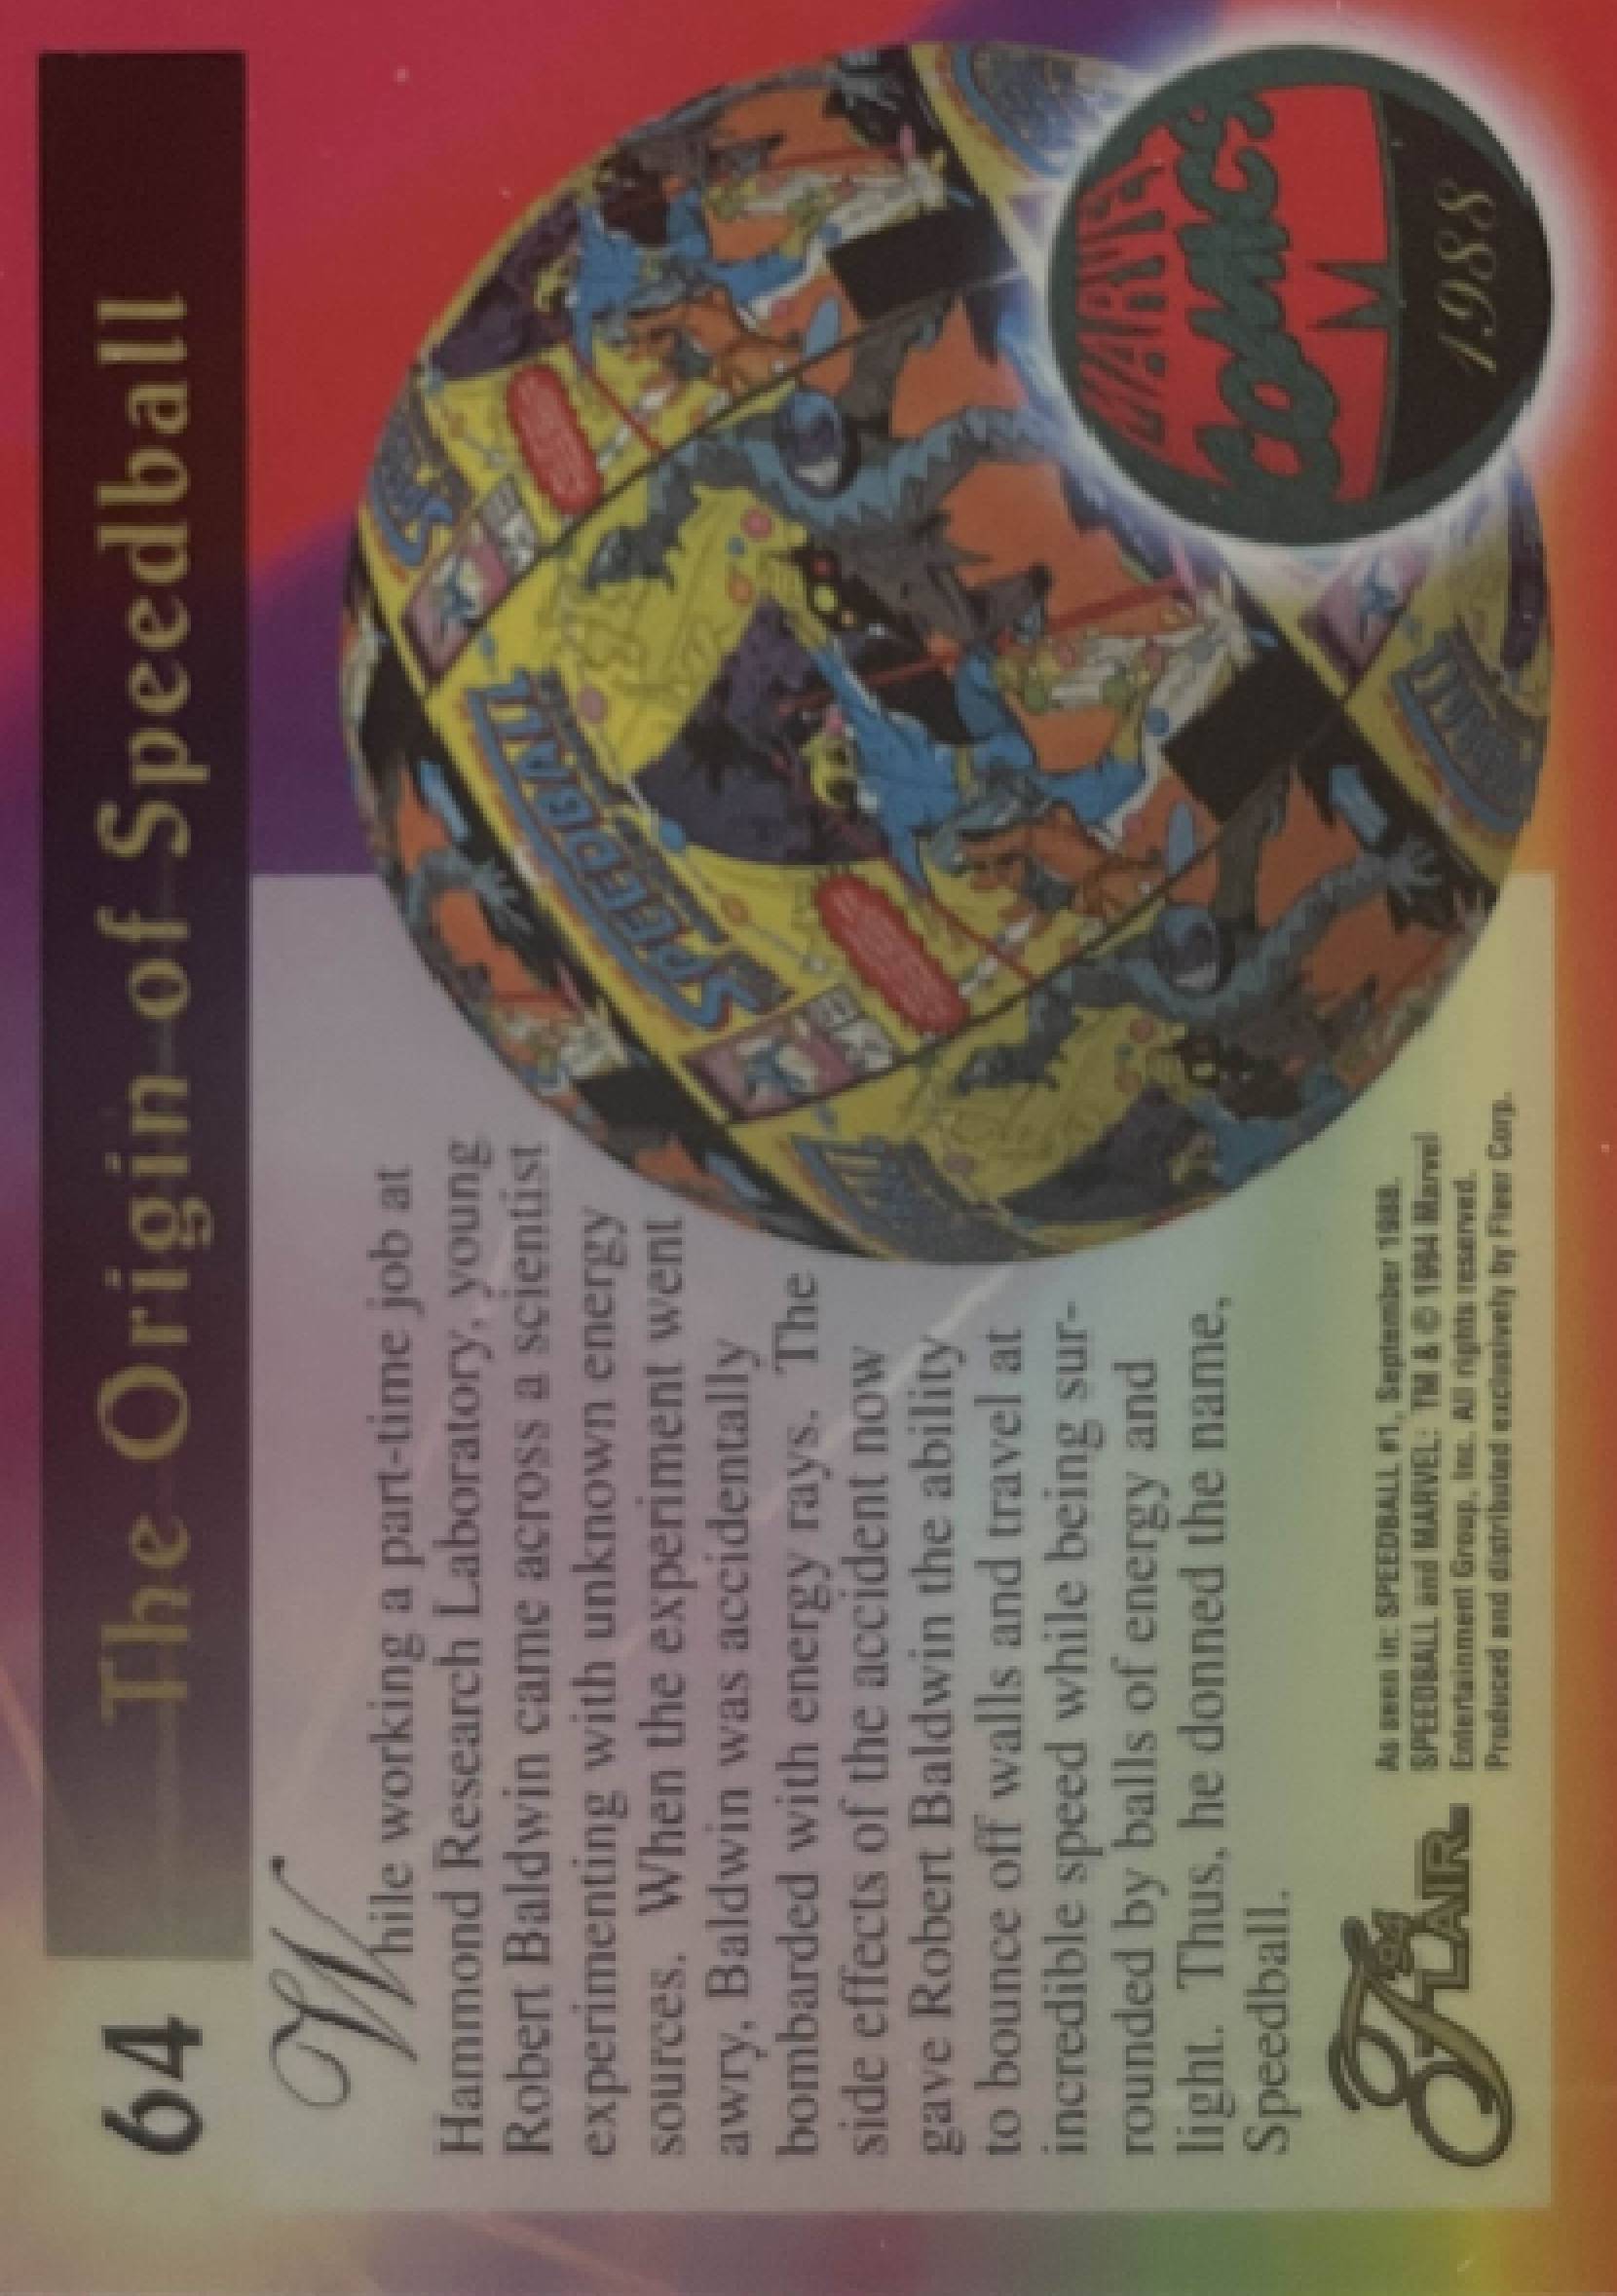 64
The Origin of Speedball
While working a part-time job at
Hammond Research Laboratory, young
Robert Baldwin came across a scientist
experimenting with unknown energy
sources. When the experiment went
awry, Baldwin was accidentally
bombarded with energy rays. The
side effects of the accident now
gave Robert Baldwin the ability
to bounce off walls and travel at
incredible speed while being sur-
rounded by balls of energy and
light. Thus, he donned the name,
Speedball.
SPEEDBALL
MARVEL
COMICS
M
1988
'94
FLAIR
As seen in: SPEEDBALL #1, September 1988.
SPEEDBALL and MARVEL: TM & © 1994 Marvel
Entertainment Group, Inc. All rights reserved.
Produced and distributed exclusively by Fleer Corp.